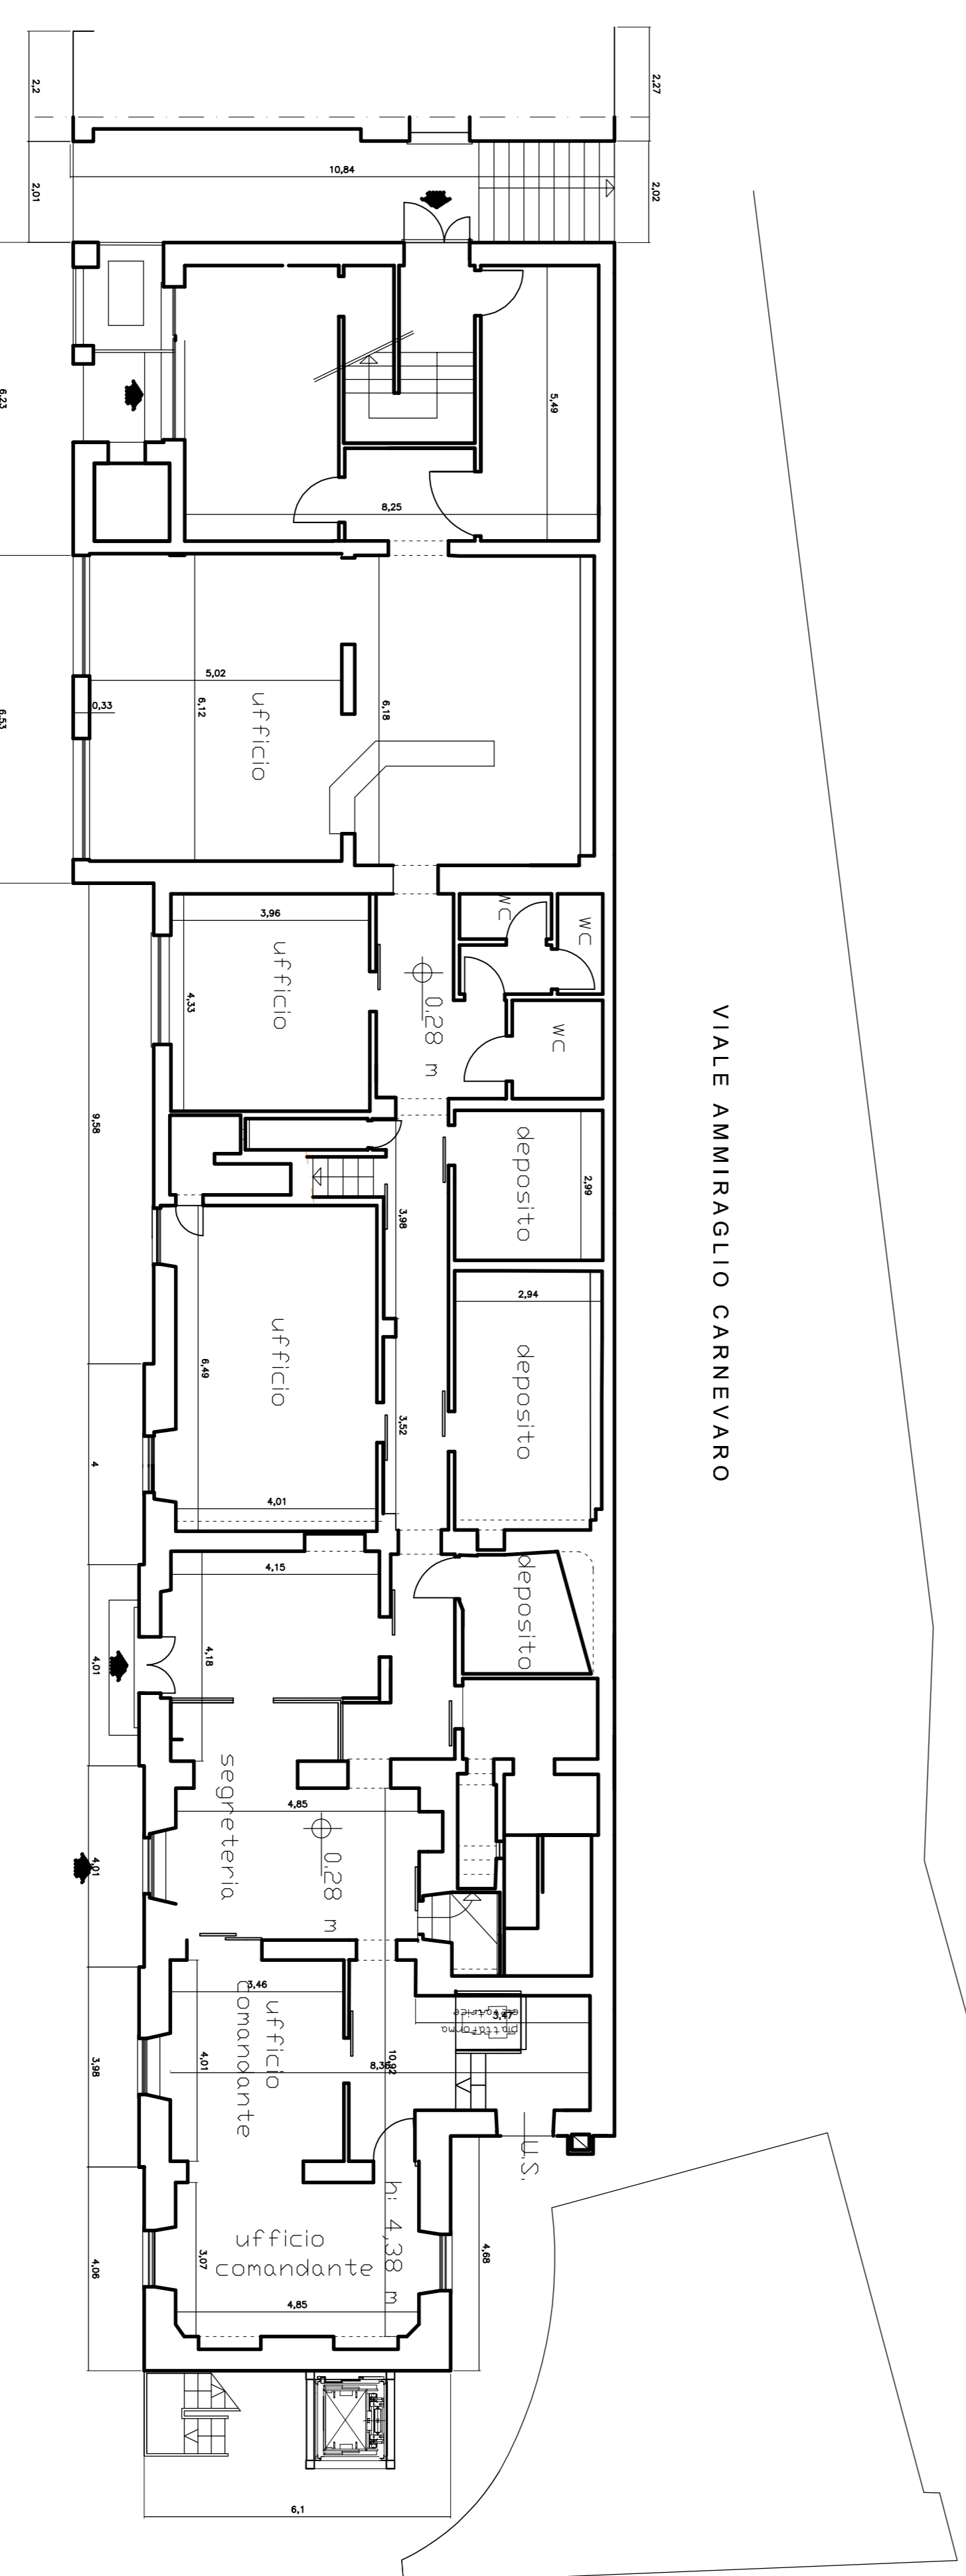 2,2
2,27
2,01
10,84
2,02
6,23
5,49
8,25
5,02
0,33
6,12
6,18
6,53
ufficio
3,96
WC
WC
4,33
ufficio
0.28 m
WC
VIALE AMMIRAGLIO CARNEVARO
9,58
deposito
2,99
3,98
2,94
ufficio
6,49
deposito
3,52
4
4,01
4,15
deposito
4,18
4,01
segreteria
4,85
0.28 m
4,01
3,46
ufficio
comandante
3,47
piattaforma
elevatrice
4,01
8,38
10,92
3,98
U.S.
h: 4,38 m
ufficio
comandante
3,07
4,06
4,68
4,85
6,1